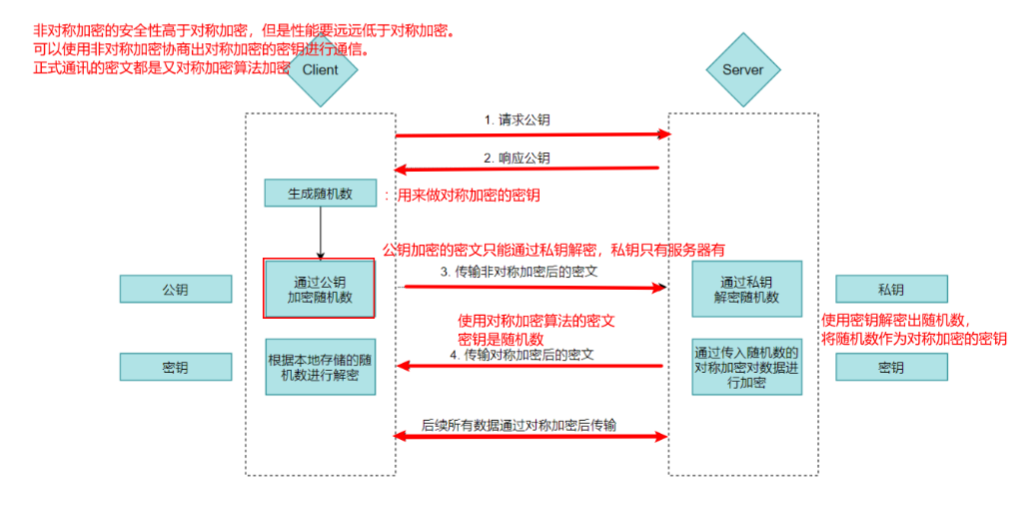 非对称加密的安全性高于对称加密，但是性能要远远低于对称加密。
可以使用非对称加密协商出对称加密的密钥进行通信。
正式通讯的密文都是又对称加密算法加密
Client
Server
1. 请求公钥
2. 响应公钥
生成随机数
：用来做对称加密的密钥
公钥加密的密文只能通过私钥解密，私钥只有服务器有
3. 传输非对称加密后的密文
公钥
通过公钥
加密随机数
通过私钥
解密随机数
私钥
使用密钥解密出随机数，
将随机数作为对称加密的密钥
使用对称加密算法的密文
密钥是随机数
4. 传输对称加密后的密文
密钥
根据本地存储的随
机数进行解密
通过传入随机数的
对称加密对数据进
行加密
密钥
后续所有数据通过对称加密后传输